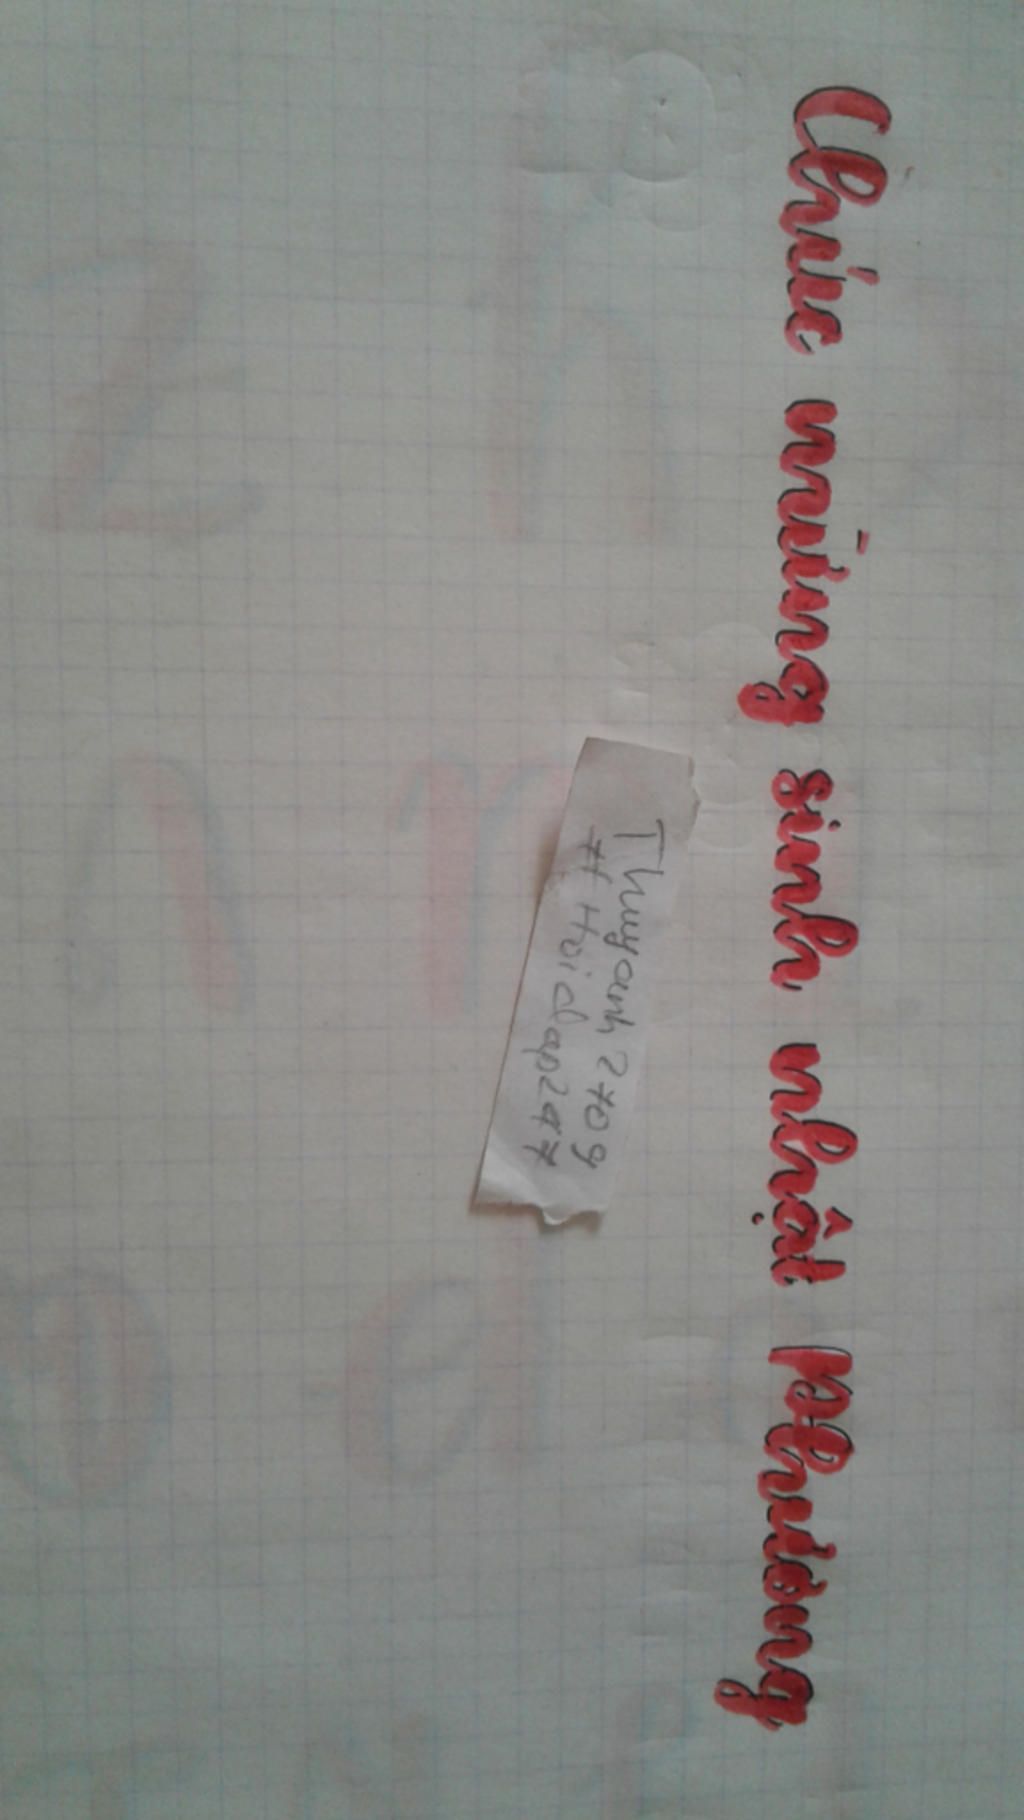 Chúc mừng sinh nhật phương
Thuyanh2709
# Hoidap247